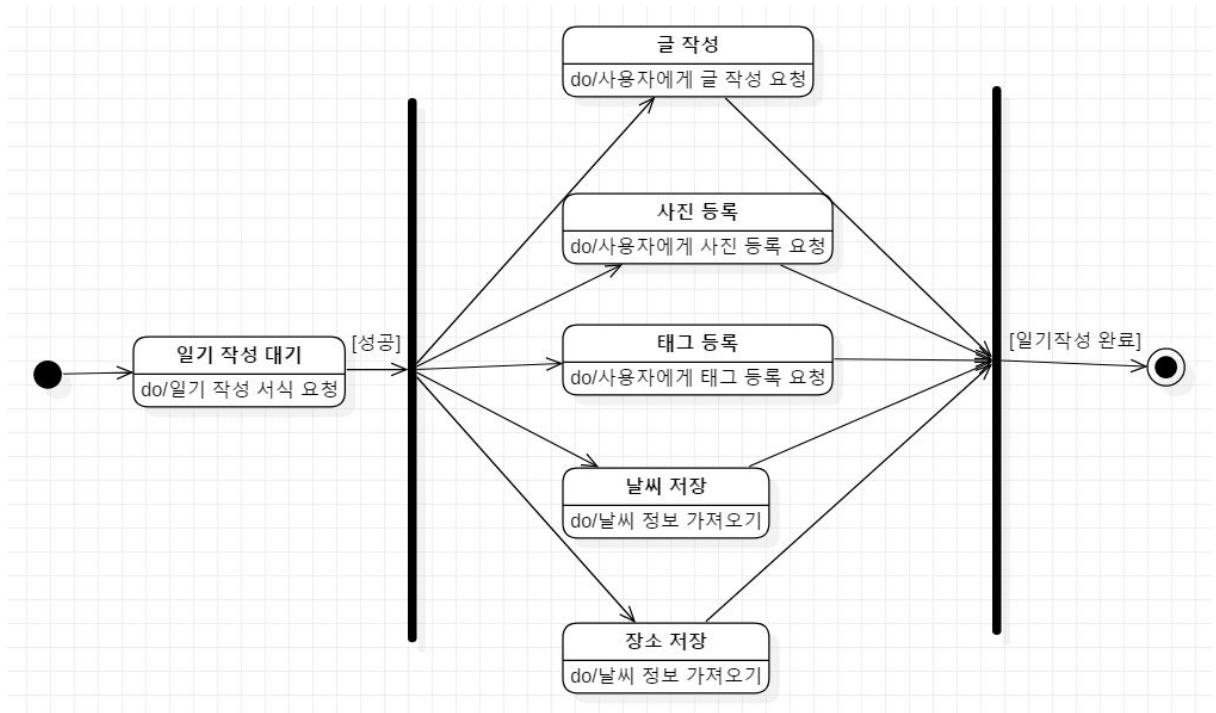 글 작성
do/사용자에게 글 작성 요청
사진 등록
do/사용자에게 사진 등록 요청
일기 작성 대기
do/일기 작성 서식 요청
[성공]
태그 등록
do/사용자에게 태그 등록 요청
[일기작성 완료]
날씨 저장
do/날씨 정보 가져오기
장소 저장
do/날씨 정보 가져오기